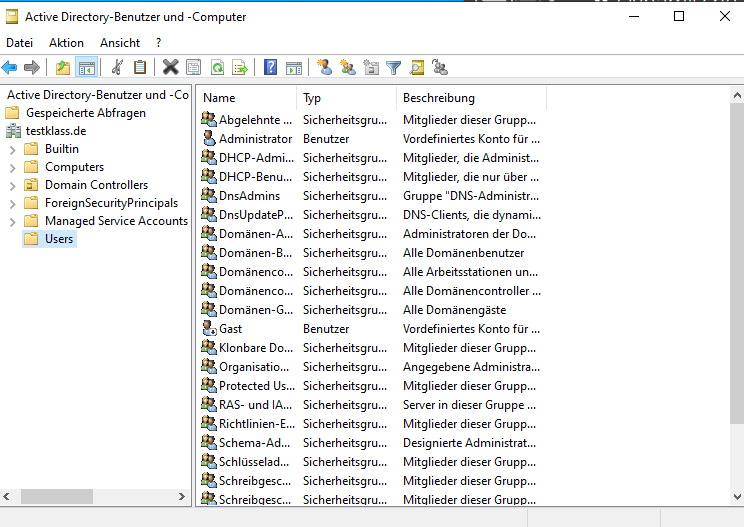 Active Directory-Benutzer und -Computer
Datei Aktion Ansicht ?
Active Directory-Benutzer und -Co
Gespeicherte Abfragen
testklass.de
Builtin
Computers
Domain Controllers
ForeignSecurityPrincipals
Managed Service Accounts
Users
Name Typ Beschreibung
Abgelehnte ... Sicherheitsgru... Mitglieder dieser Grupp...
Administrator Benutzer Vordefiniertes Konto für ...
DHCP-Admi... Sicherheitsgru... Mitglieder, die Administ...
DHCP-Benu... Sicherheitsgru... Mitglieder, die nur über ...
DnsAdmins Sicherheitsgru... Gruppe "DNS-Administr...
DnsUpdateP... Sicherheitsgru... DNS-Clients, die dynami...
Domänen-A... Sicherheitsgru... Administratoren der Do...
Domänen-B... Sicherheitsgru... Alle Domänenbenutzer
Domänenco... Sicherheitsgru... Alle Arbeitsstationen un...
Domänenco... Sicherheitsgru... Alle Domänencontroller ...
Domänen-G... Sicherheitsgru... Alle Domänengäste
Gast Benutzer Vordefiniertes Konto für ...
Klonbare Do... Sicherheitsgru... Mitglieder dieser Grupp...
Organisatio... Sicherheitsgru... Angegebene Administra...
Protected Us... Sicherheitsgru... Mitglieder dieser Grupp...
RAS- und IA... Sicherheitsgru... Server in dieser Gruppe ...
Richtlinien-E... Sicherheitsgru... Mitglieder dieser Grupp...
Schema-Ad... Sicherheitsgru... Designierte Administrat...
Schlüsselad... Sicherheitsgru... Mitglieder dieser Grupp...
Schreibgesc... Sicherheitsgru... Mitglieder dieser Grupp...
Schreibgesc... Sicherheitsgru... Mitglieder dieser Grupp...